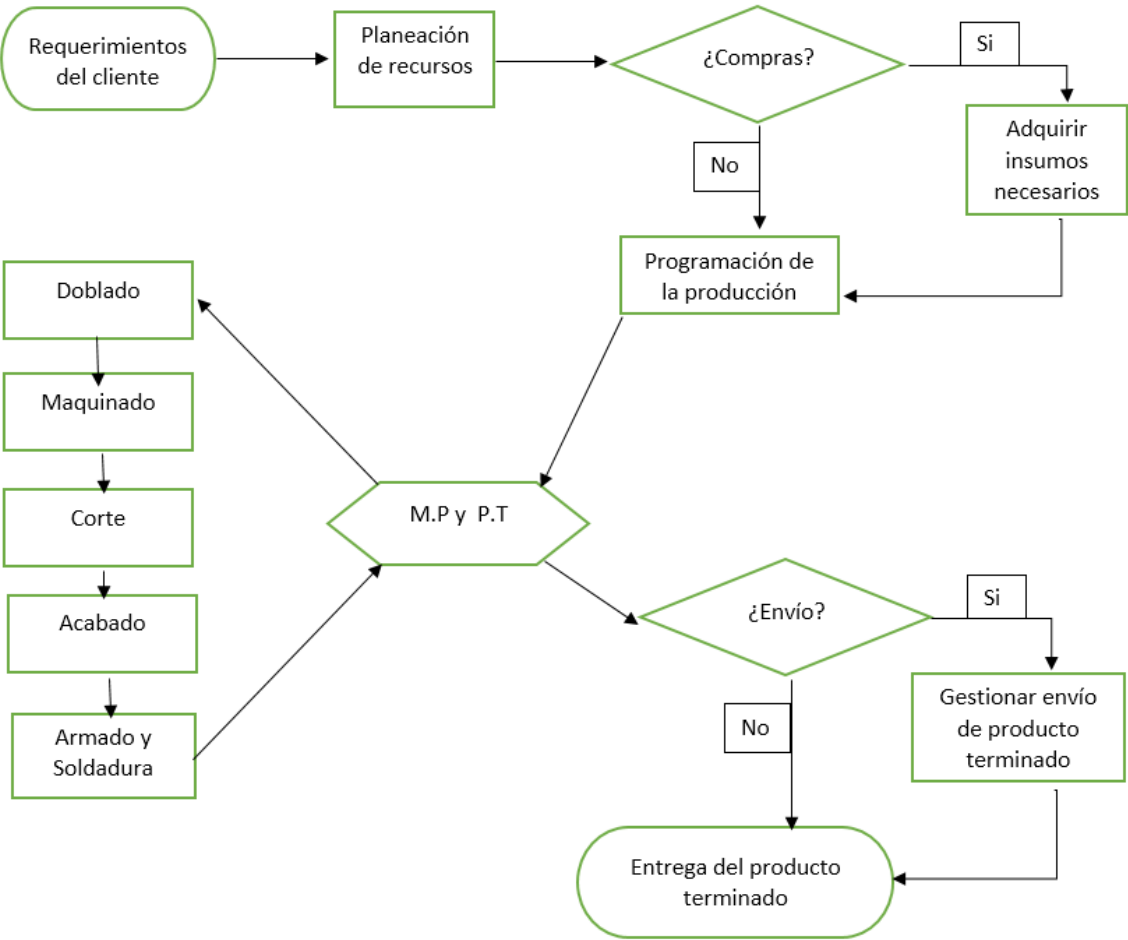 Requerimientos
del cliente
Planeación
de recursos
¿Compras?
Si
Adquirir
insumos
necesarios
No
Programación de
la producción
Doblado
Maquinado
Corte
Acabado
Armado y
Soldadura
M.P y  P.T
¿Envío?
Si
Gestionar envío
de producto
terminado
No
Entrega del producto
terminado